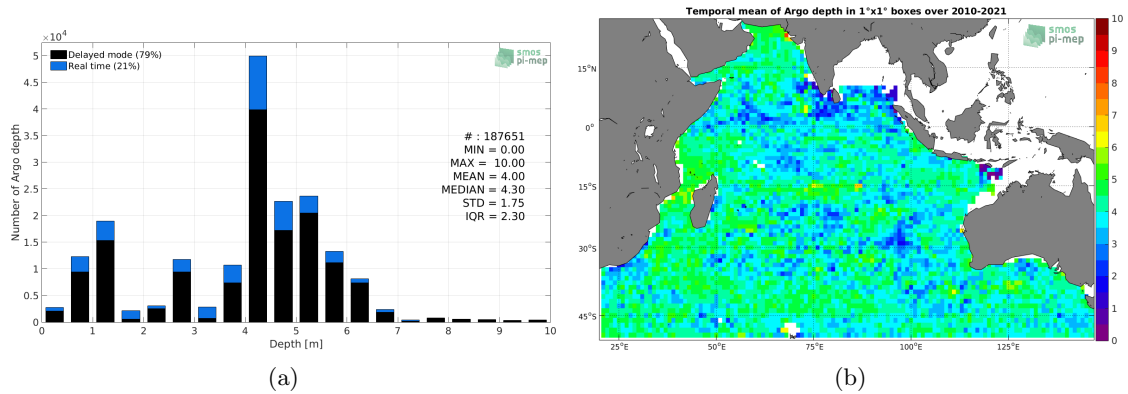 ×10⁴
5
4.5
4
3.5
3
2.5
2
1.5
1
0.5
0
Number of Argo depth
Delayed mode (79%)
Real time (21%)
smos
pi-mep
# : 187651
MIN = 0.00
MAX = 10.00
MEAN = 4.00
MEDIAN = 4.30
STD = 1.75
IQR = 2.30
0 1 2 3 4 5 6 7 8 9 10
Depth [m]
(a)
Temporal mean of Argo depth in 1°x1° boxes over 2010-2021
smos
pi-mep
15°N
0°
15°S
30°S
45°S
25°E 50°E 75°E 100°E 125°E
10
9
8
7
6
5
4
3
2
1
0
(b)